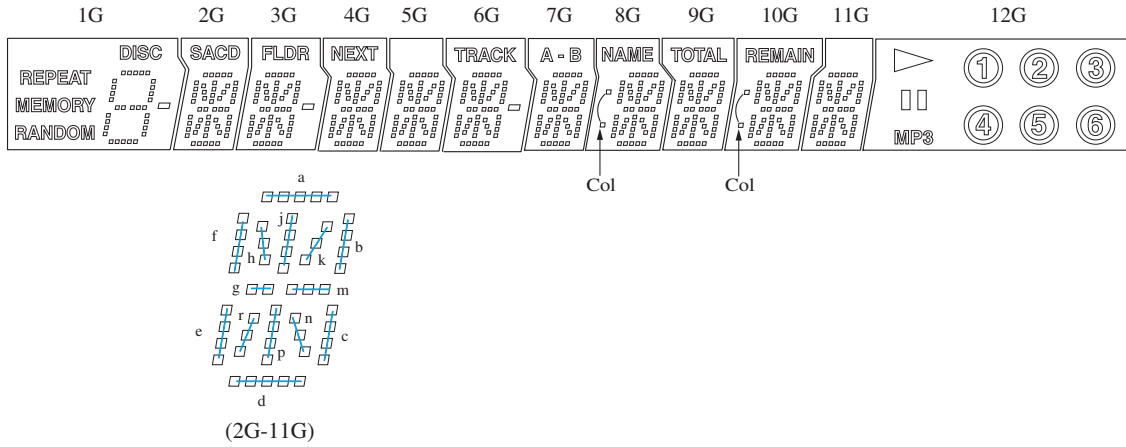 1G 2G 3G 4G 5G 6G 7G 8G 9G 10G 11G 12G
DISC SACD FLDR NEXT TRACK A - B NAME TOTAL REMAIN
REPEAT
MEMORY
RANDOM
1 2 3
4 5 6
MP3
Col Col
a
f h j k b
g m
e r p n c
d
(2G-11G)